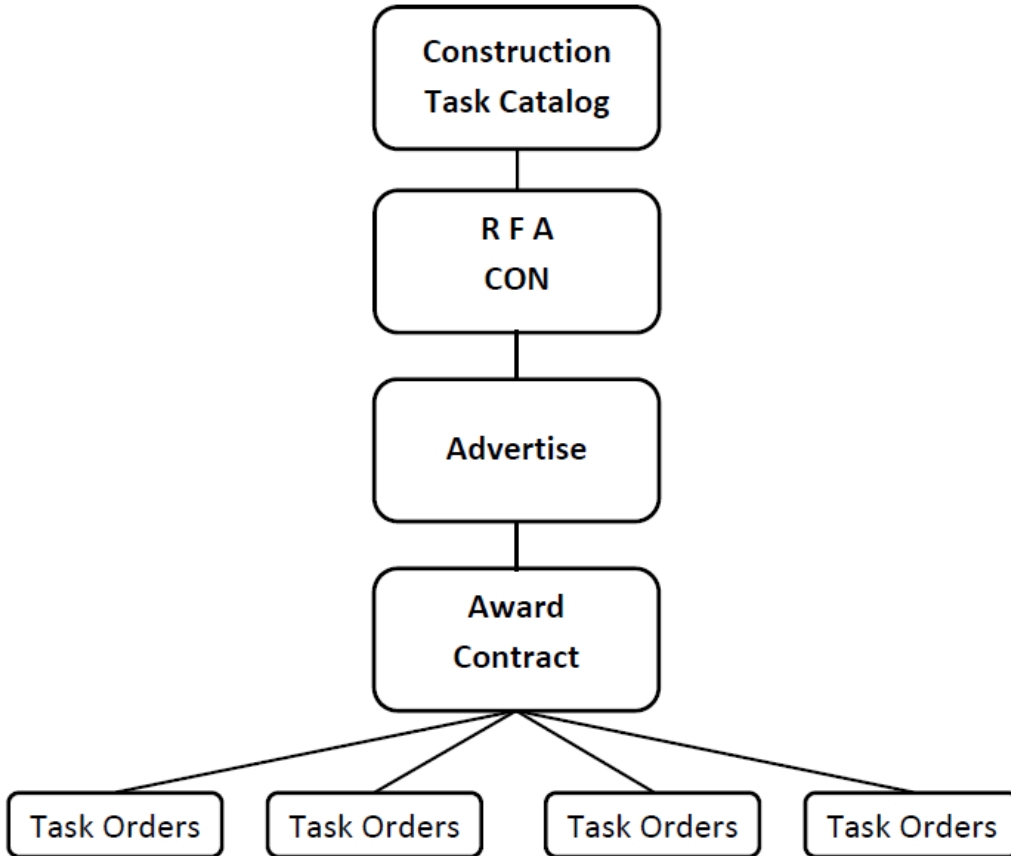 Construction
Task Catalog
R F A
CON
Advertise
Award
Contract
Task Orders
Task Orders
Task Orders
Task Orders